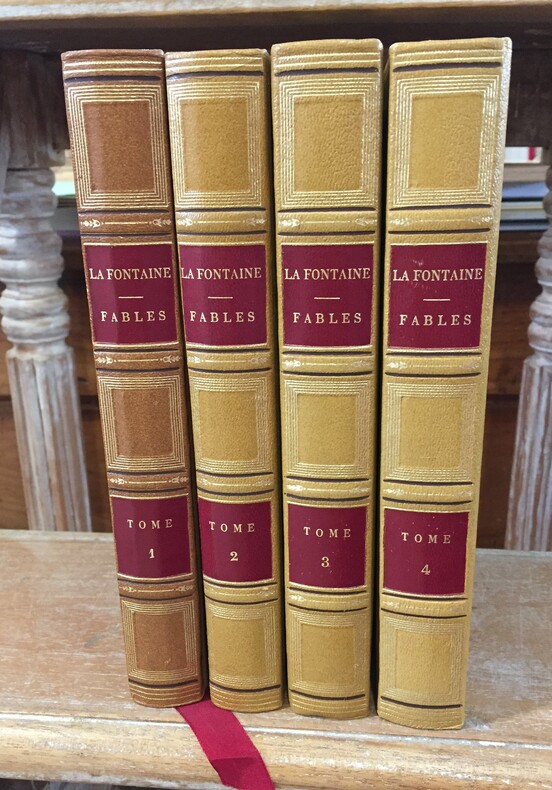 LA FONTAINE
FABLES
TOME
1
LA FONTAINE
FABLES
TOME
2
LA FONTAINE
FABLES
TOME
3
LA FONTAINE
FABLES
TOME
4